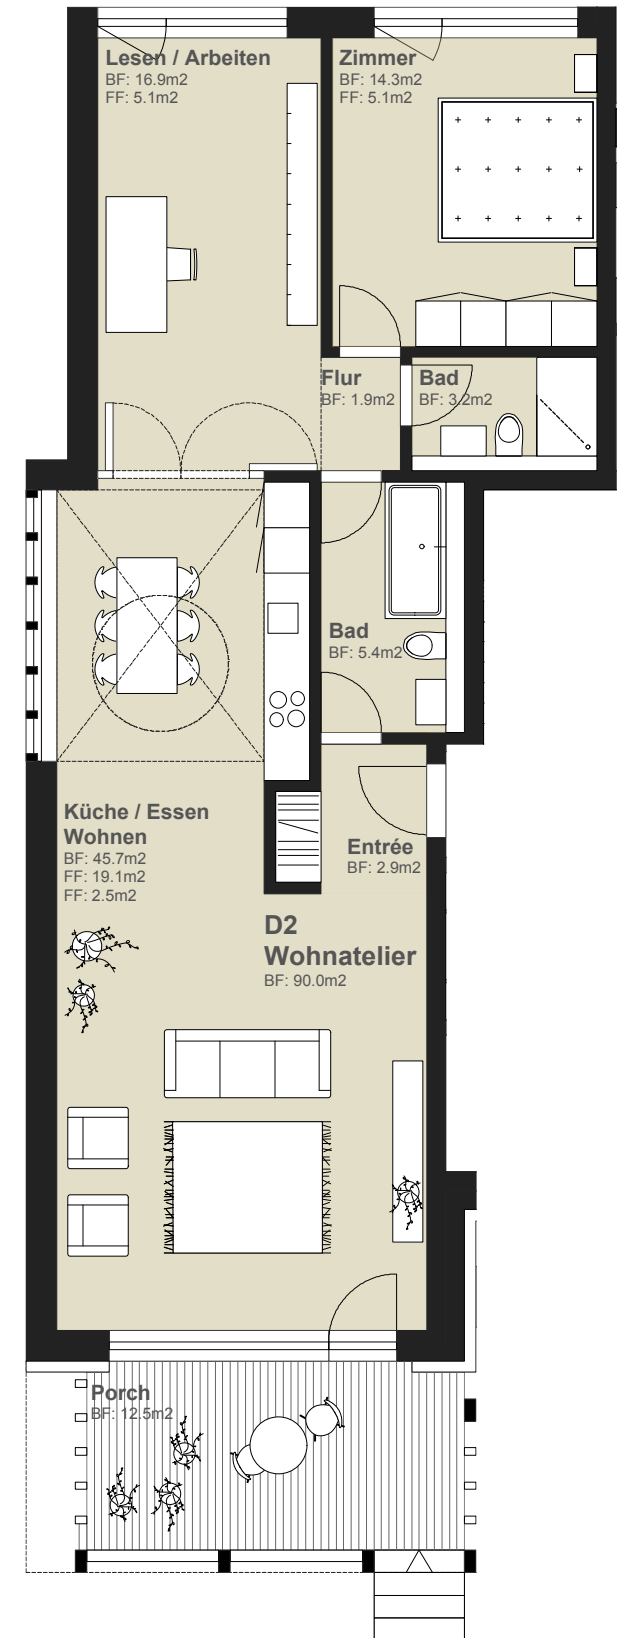 Lesen / Arbeiten
BF: 16.9m2
FF: 5.1m2
Zimmer
BF: 14.3m2
FF: 5.1m2
Flur
BF: 1.9m2
Bad
BF: 3.2m2
Bad
BF: 5.4m2
Küche / Essen
Wohnen
BF: 45.7m2
FF: 19.1m2
FF: 2.5m2
Entrée
BF: 2.9m2
D2
Wohnatelier
BF: 90.0m2
Porch
BF: 12.5m2